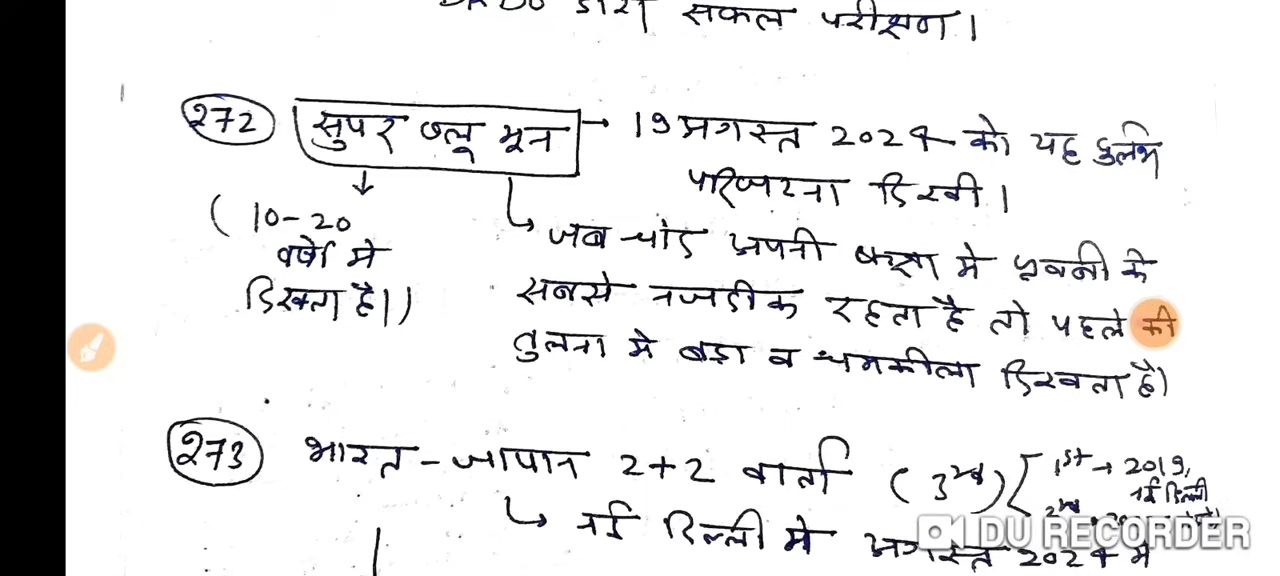 DRDO द्वारा सफल परीक्षण।
272 सुपर ब्लू मून → 19 अगस्त 2024 को यह दुर्लभ
परिघटना दिखी।
(10-20
वर्षो मे
दिखता है।)
↳ जब चाँद अपनी कक्षा मे पृथ्वी के
सबसे नजदीक रहता है तो पहले की
तुलना मे बड़ा व चमकीला दिखता है।
273 भारत-जापान 2+2 वार्ता (3rd) [ 1st → 2019,
नई दिल्ली
2nd
↳ नई दिल्ली मे अगस्त 2024 मे
DU RECORDER